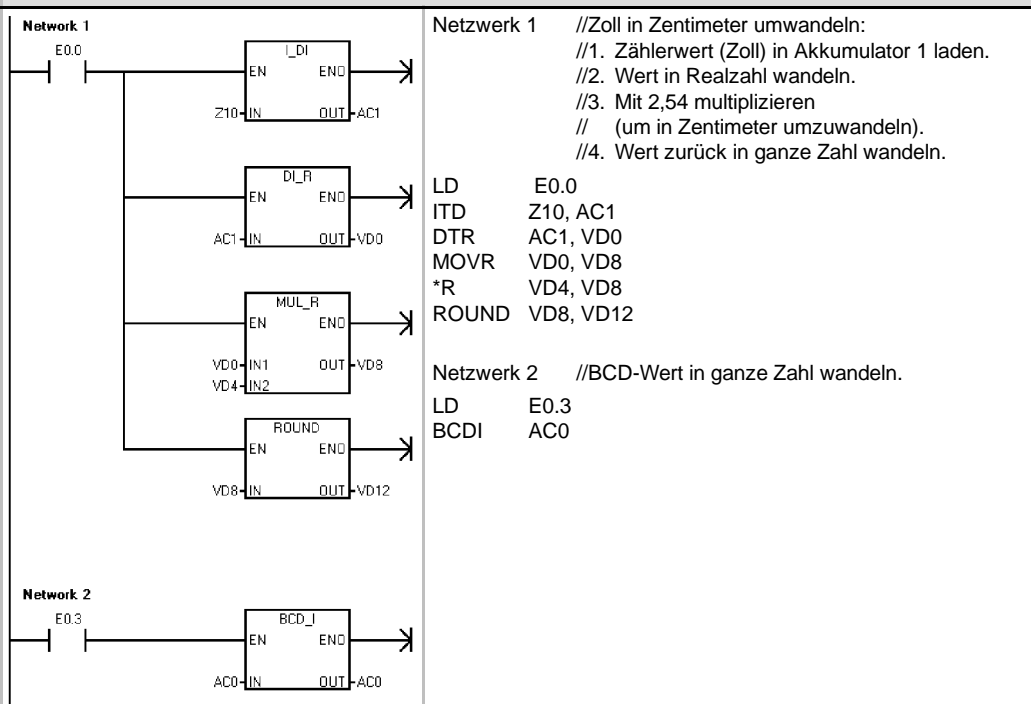 Network 1
E0.0
I_DI
EN ENO
Z10 IN OUT AC1
DI_R
EN ENO
AC1 IN OUT VD0
MUL_R
EN ENO
VD0 IN1 OUT VD8
VD4 IN2
ROUND
EN ENO
VD8 IN OUT VD12
Network 2
E0.3
BCD_I
EN ENO
AC0 IN OUT AC0
Netzwerk 1 //Zoll in Zentimeter umwandeln:
//1. Zählerwert (Zoll) in Akkumulator 1 laden.
//2. Wert in Realzahl wandeln.
//3. Mit 2,54 multiplizieren
// (um in Zentimeter umzuwandeln).
//4. Wert zurück in ganze Zahl wandeln.
LD E0.0
ITD Z10, AC1
DTR AC1, VD0
MOVR VD0, VD8
*R VD4, VD8
ROUND VD8, VD12
Netzwerk 2 //BCD-Wert in ganze Zahl wandeln.
LD E0.3
BCDI AC0